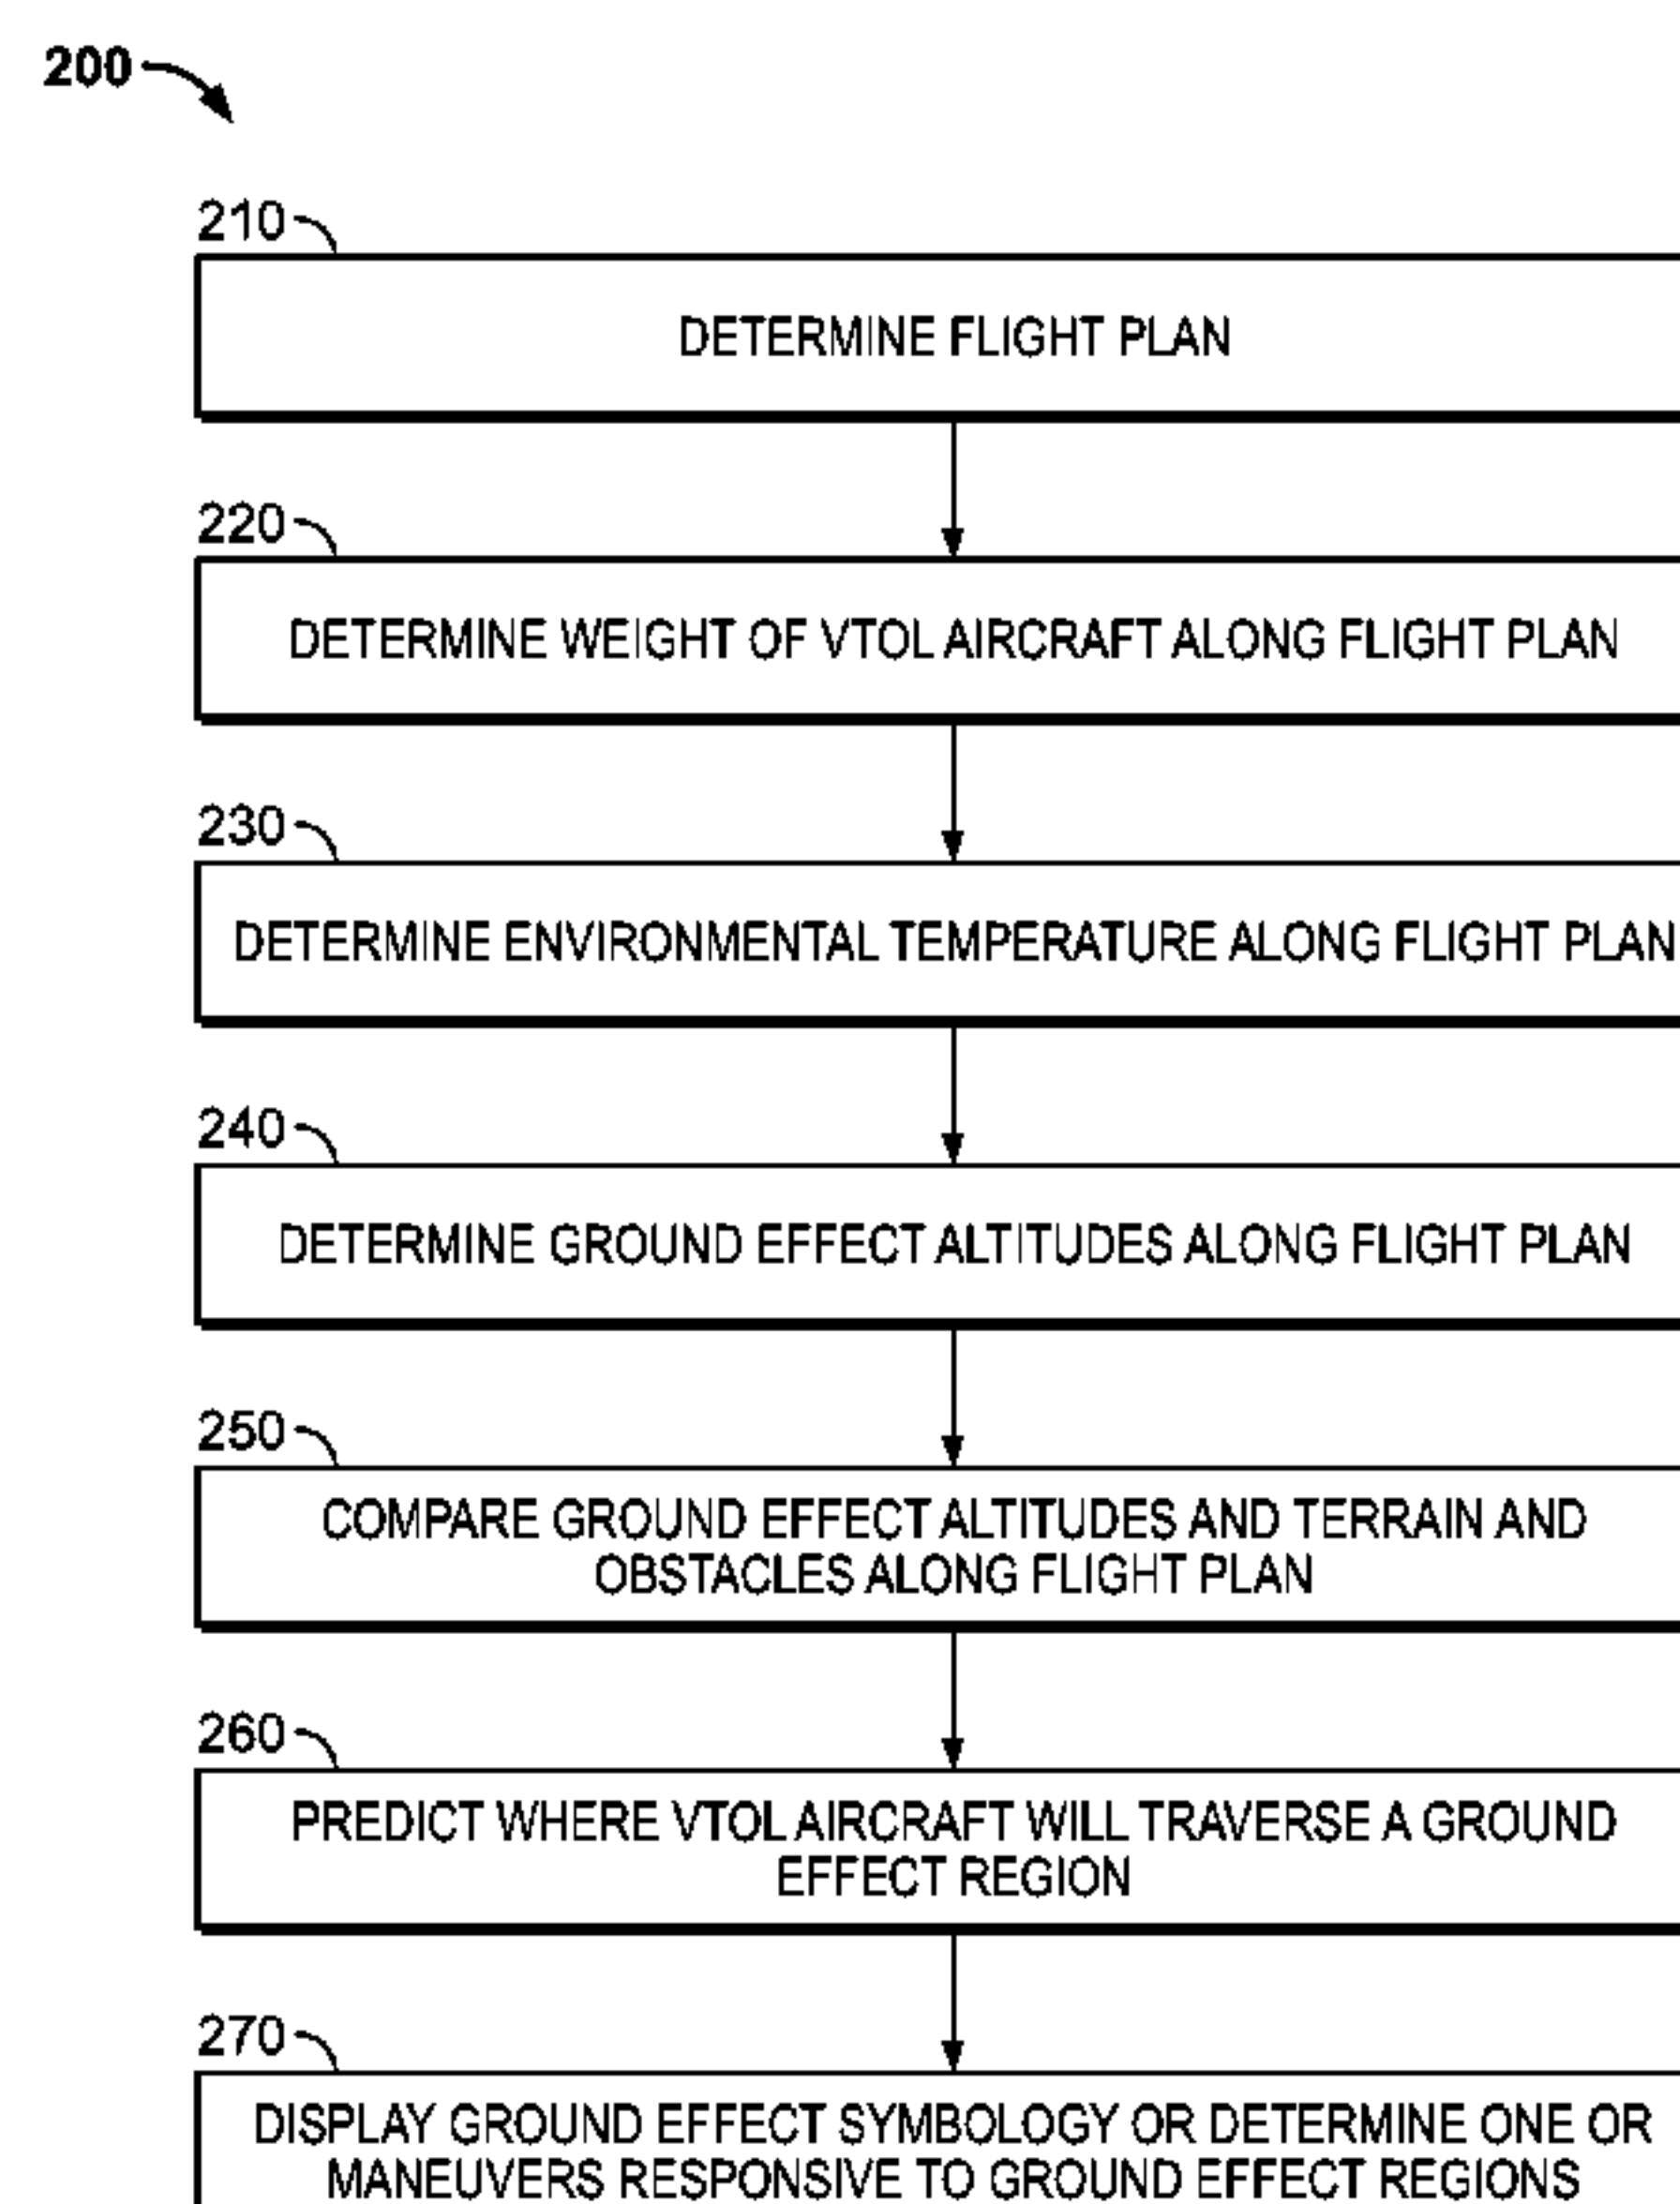 200
210
DETERMINE FLIGHT PLAN
220
DETERMINE WEIGHT OF VTOL AIRCRAFT ALONG FLIGHT PLAN
230
DETERMINE ENVIRONMENTAL TEMPERATURE ALONG FLIGHT PLAN
240
DETERMINE GROUND EFFECT ALTITUDES ALONG FLIGHT PLAN
250
COMPARE GROUND EFFECT ALTITUDES AND TERRAIN AND
OBSTACLES ALONG FLIGHT PLAN
260
PREDICT WHERE VTOL AIRCRAFT WILL TRAVERSE A GROUND
EFFECT REGION
270
DISPLAY GROUND EFFECT SYMBOLOGY OR DETERMINE ONE OR
MANEUVERS RESPONSIVE TO GROUND EFFECT REGIONS